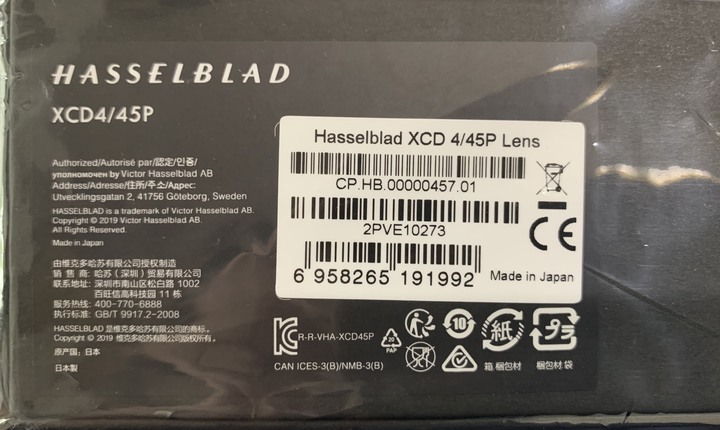 HASSELBLAD
XCD4/45P
Authorized/Autorisé par/認定/인증/
уполномочен by Victor Hasselblad AB
Address/Adresse/住所/주소/Адрес:
Utvecklingsgatan 2, 41756 Göteborg, Sweden
HASSELBLAD is a trademark of Victor Hasselblad AB.
Copyright © 2019 Victor Hasselblad AB.
All Rights Reserved.
Made in Japan
由维克多哈苏有限公司授权制造
销 售 商: 哈苏（深圳）贸易有限公司
联系地址: 深圳市南山区松白路 1002
百旺信高科技园 11 栋
服务热线: 400-770-6888
执行标准: GB/T 9917.2-2008
HASSELBLAD 是维克多哈苏有限公司的商标。
Copyright © 2019 维克多哈苏有限公司版权所有。
原产国: 日本
日本製
Hasselblad XCD 4/45P Lens
CP.HB.00000457.01
2PVE10273
6 958265 191992
Made in Japan
CE
R-R-VHA-XCD45P
CAN ICES-3(B)/NMB-3(B)
20
PAP
10
紙
箱 梱包材
プラ
梱包材 袋